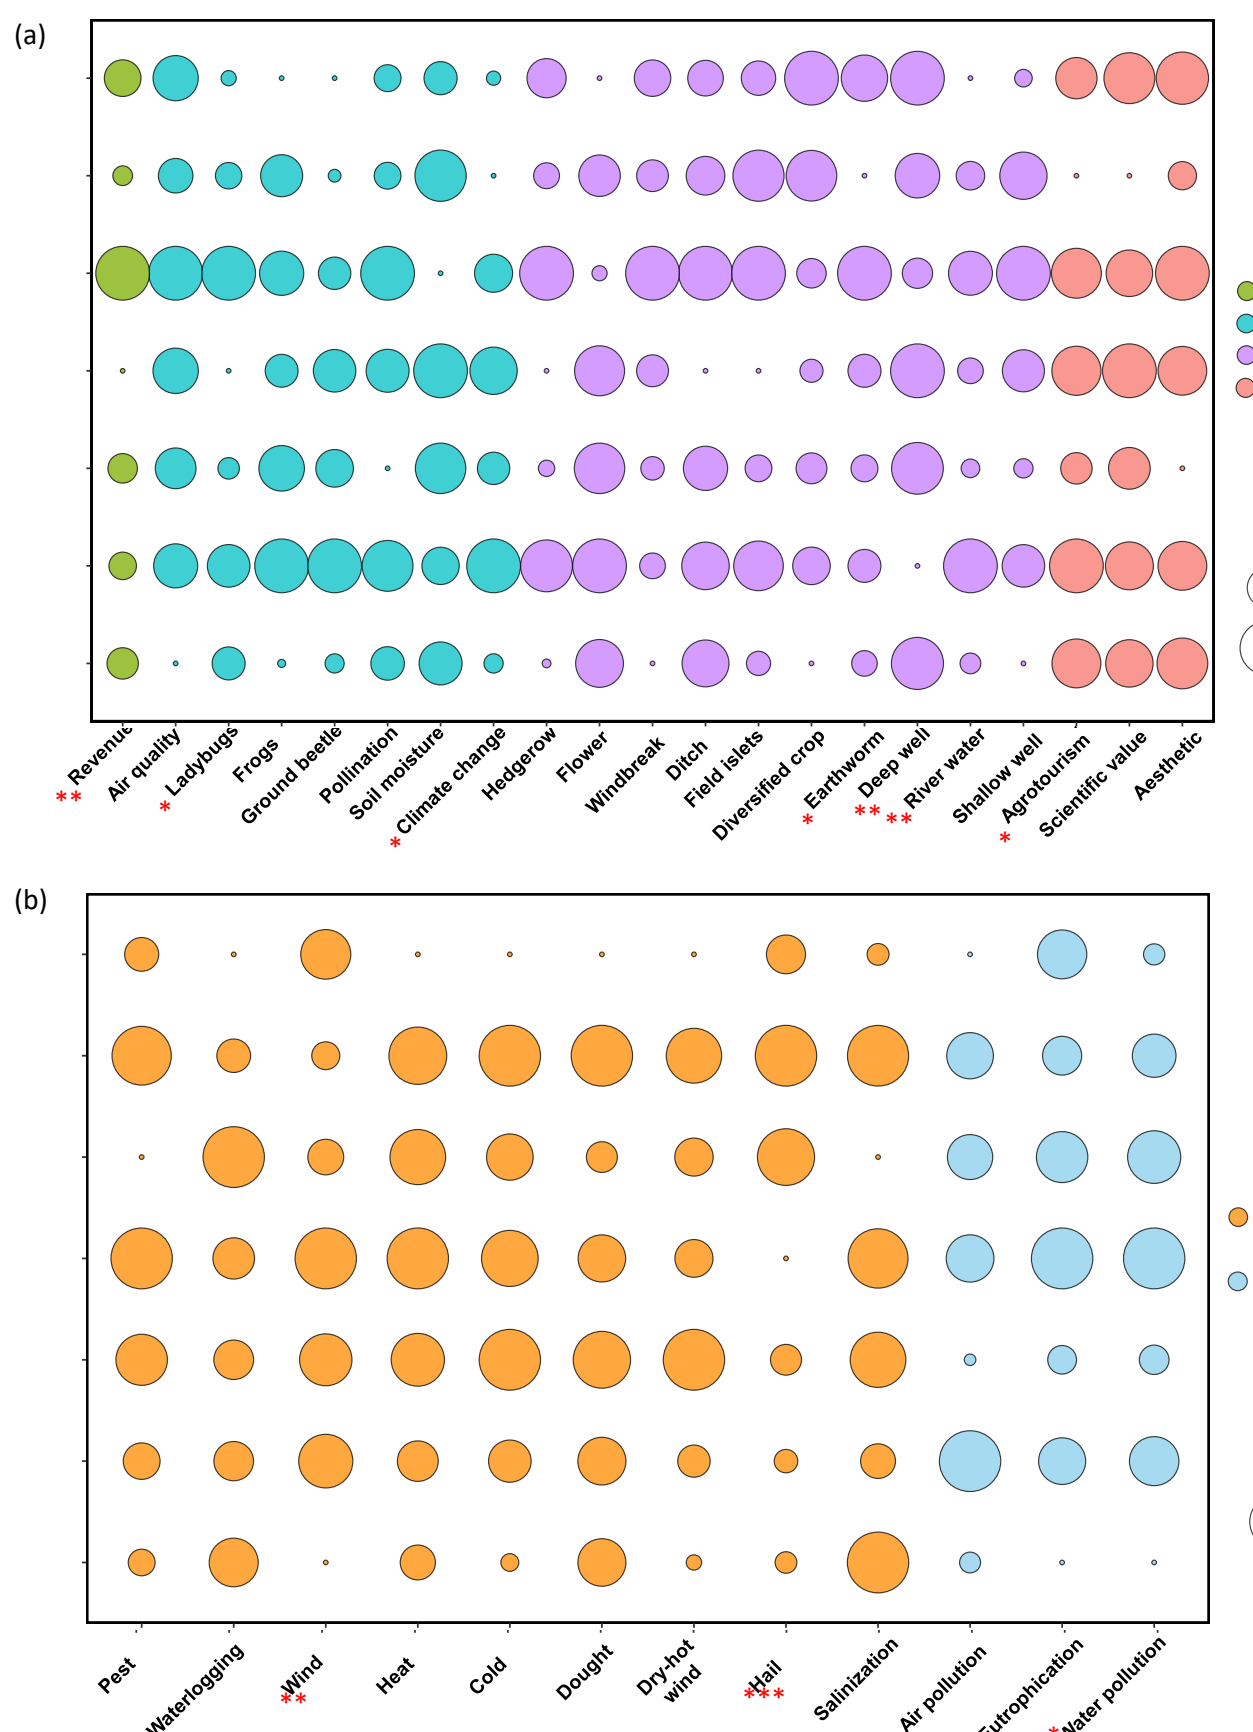 (a)
Revenue
Air quality
Ladybugs
Frogs
Ground beetle
Pollination
Soil moisture
Climate change
Hedgerow
Flower
Windbreak
Ditch
Field islets
Diversified crop
Earthworm
Deep well
River water
Shallow well
Agrotourism
Scientific value
Aesthetic
**
*
*
*
**
**
*
(b)
Pest
Waterlogging
Wind
Heat
Cold
Dought
Dry-hot
wind
Hail
Salinization
Air pollution
Eutrophication
Water pollution
**
***
*